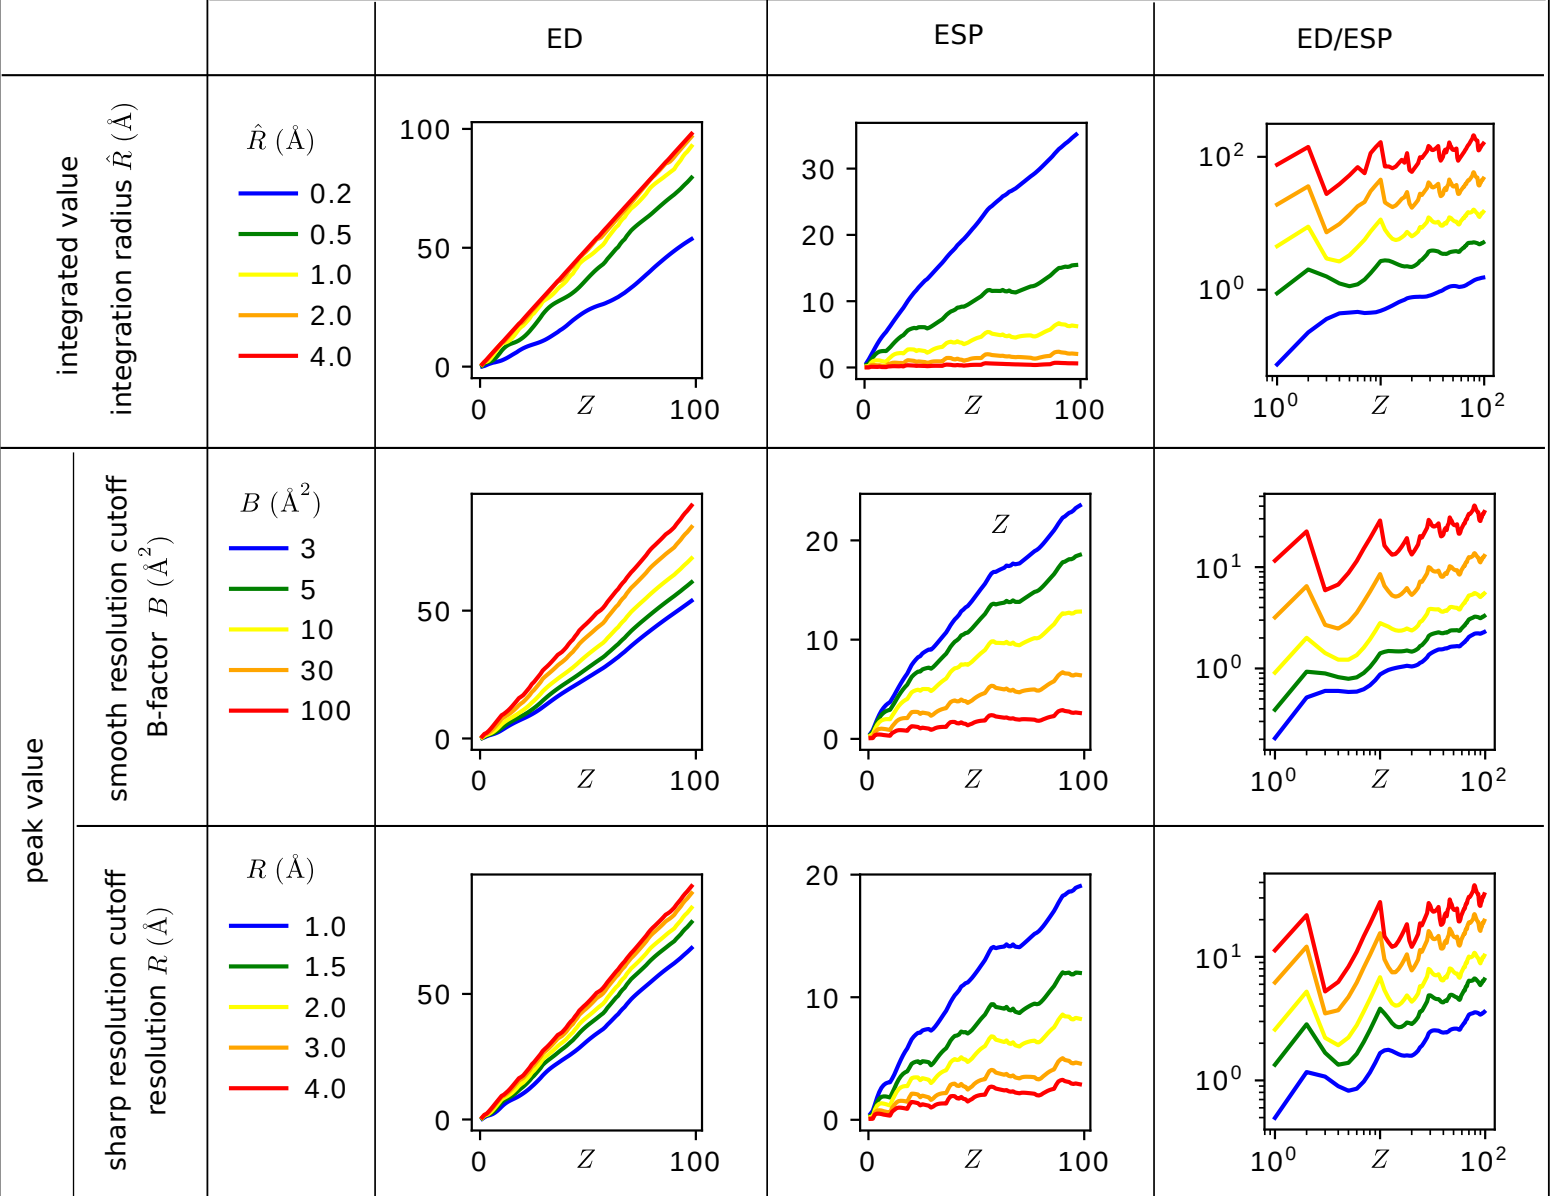 ED
ESP
ED/ESP
integrated value
integration radius R̂ (Å)
R̂ (Å)
0.2
0.5
1.0
2.0
4.0
100
50
0
0
Z
100
30
20
10
0
0
Z
100
10²
10⁰
10⁰
Z
10²
peak value
smooth resolution cutoff
B-factor B (Å²)
B (Å²)
3
5
10
30
100
50
0
0
Z
100
Z
20
10
0
0
Z
100
10¹
10⁰
10⁰
Z
10²
sharp resolution cutoff
resolution R (Å)
R (Å)
1.0
1.5
2.0
3.0
4.0
50
0
0
Z
100
20
10
0
0
Z
100
10¹
10⁰
10⁰
Z
10²